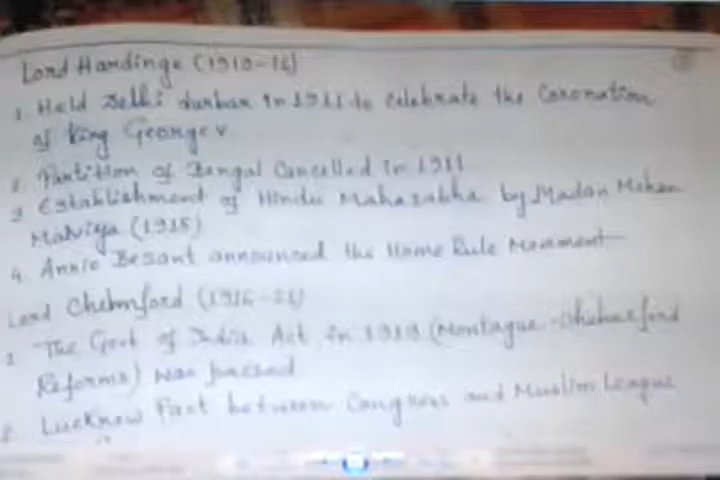 Lord Hardinge (1910-16)
1. Held Delhi durbar in 1911 to celebrate the Coronation
of King George V
2. Partition of Bengal Cancelled in 1911
3. Establishment of Hindu Mahasabha by Madan Mohan
Malviya (1915)
4. Annie Besant announced the Home Rule Movement
Lord Chelmsford (1916-21)
1. The Govt of India Act in 1919 (Montague-Chelmsford
Reforms) was passed
2. Lucknow Pact between Congress and Muslim League